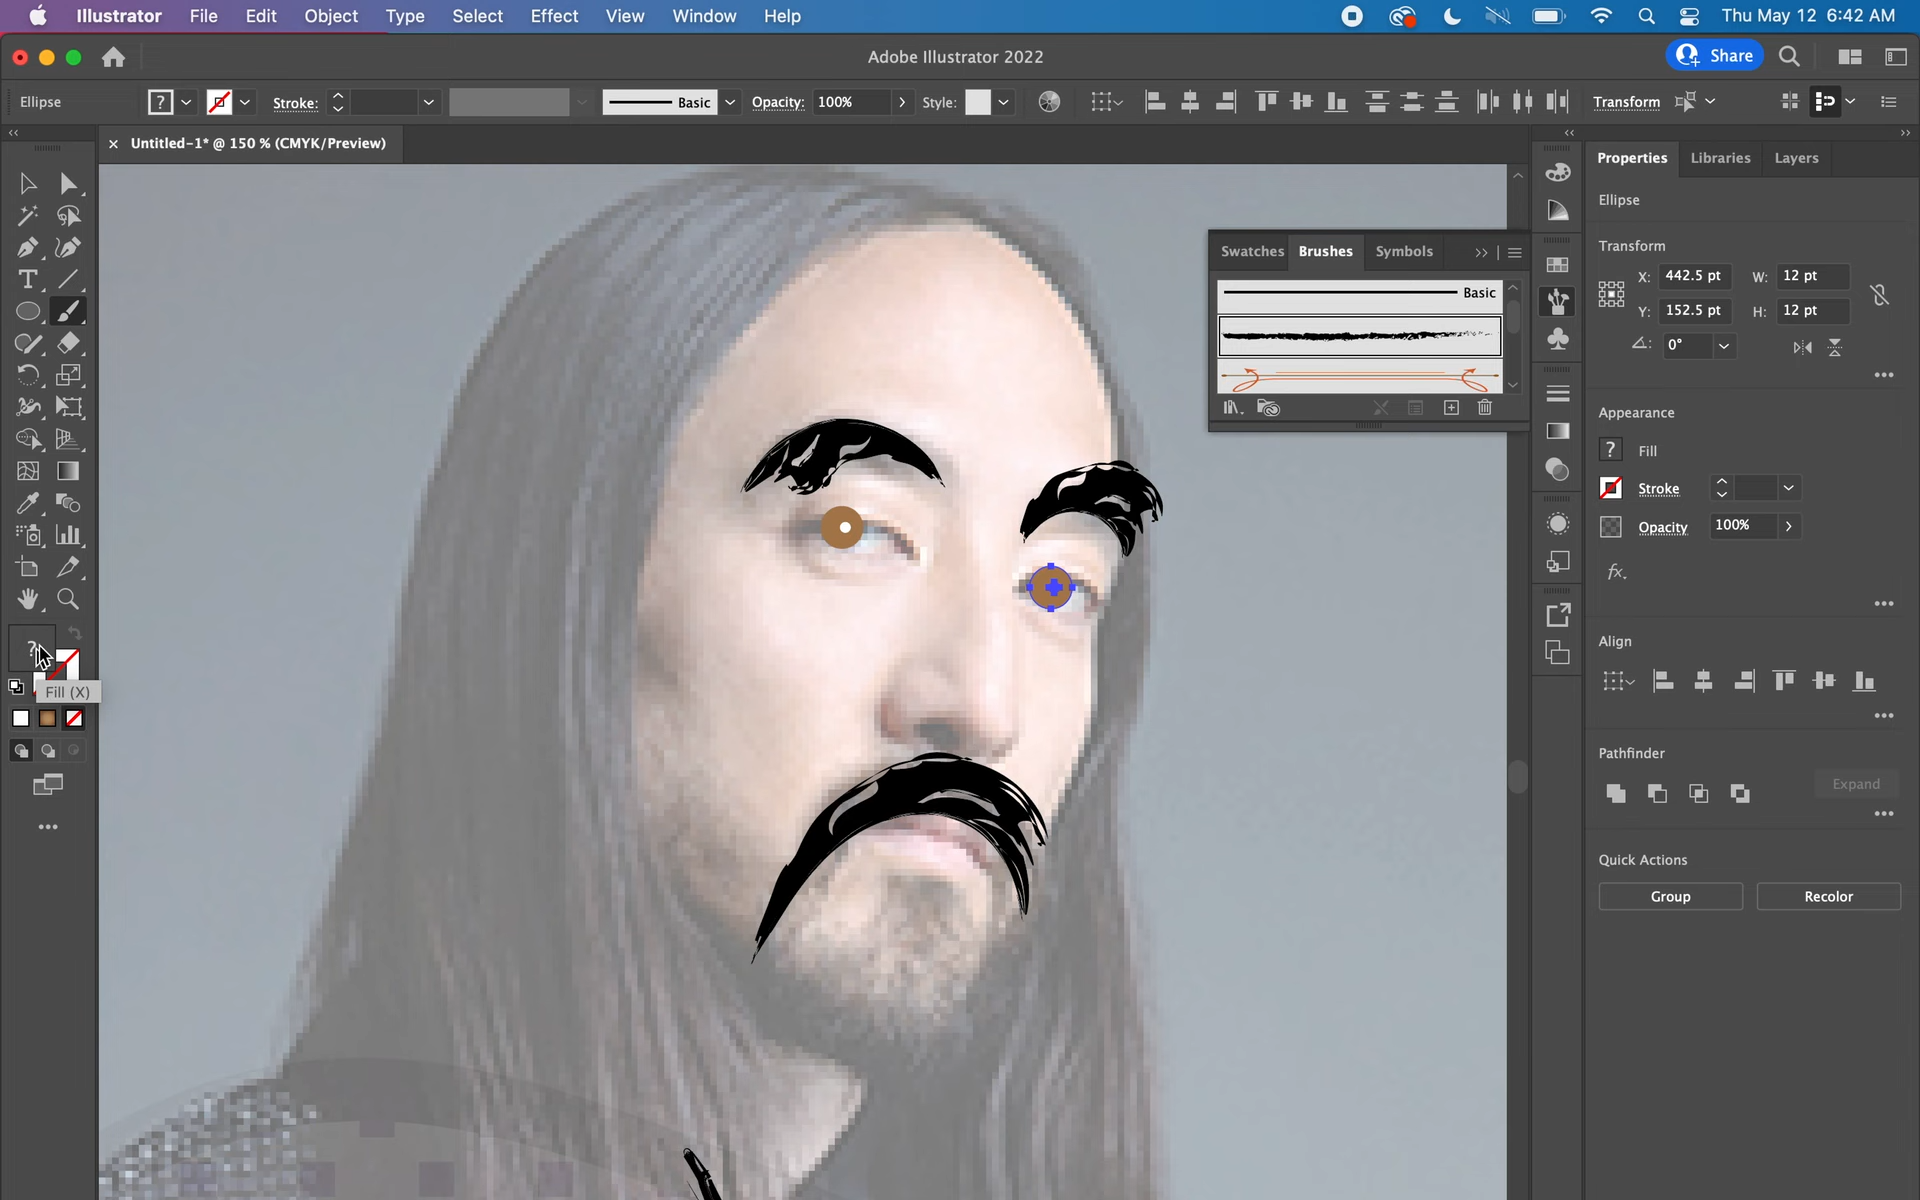 Illustrator File Edit Object Type Select Effect View Window Help Thu May 12 6:42 AM
Adobe Illustrator 2022 Share
Ellipse ? Stroke: Basic Opacity: 100% Style: Transform
× Untitled-1* @ 150 % (CMYK/Preview)
Properties Libraries Layers
Ellipse
Transform
X: 442.5 pt W: 12 pt
Y: 152.5 pt H: 12 pt
0°
Appearance
? Fill
Stroke
Opacity 100%
fx.
Align
Pathfinder
Expand
Quick Actions
Group Recolor
Swatches Brushes Symbols
Basic
T
?
Fill (X)